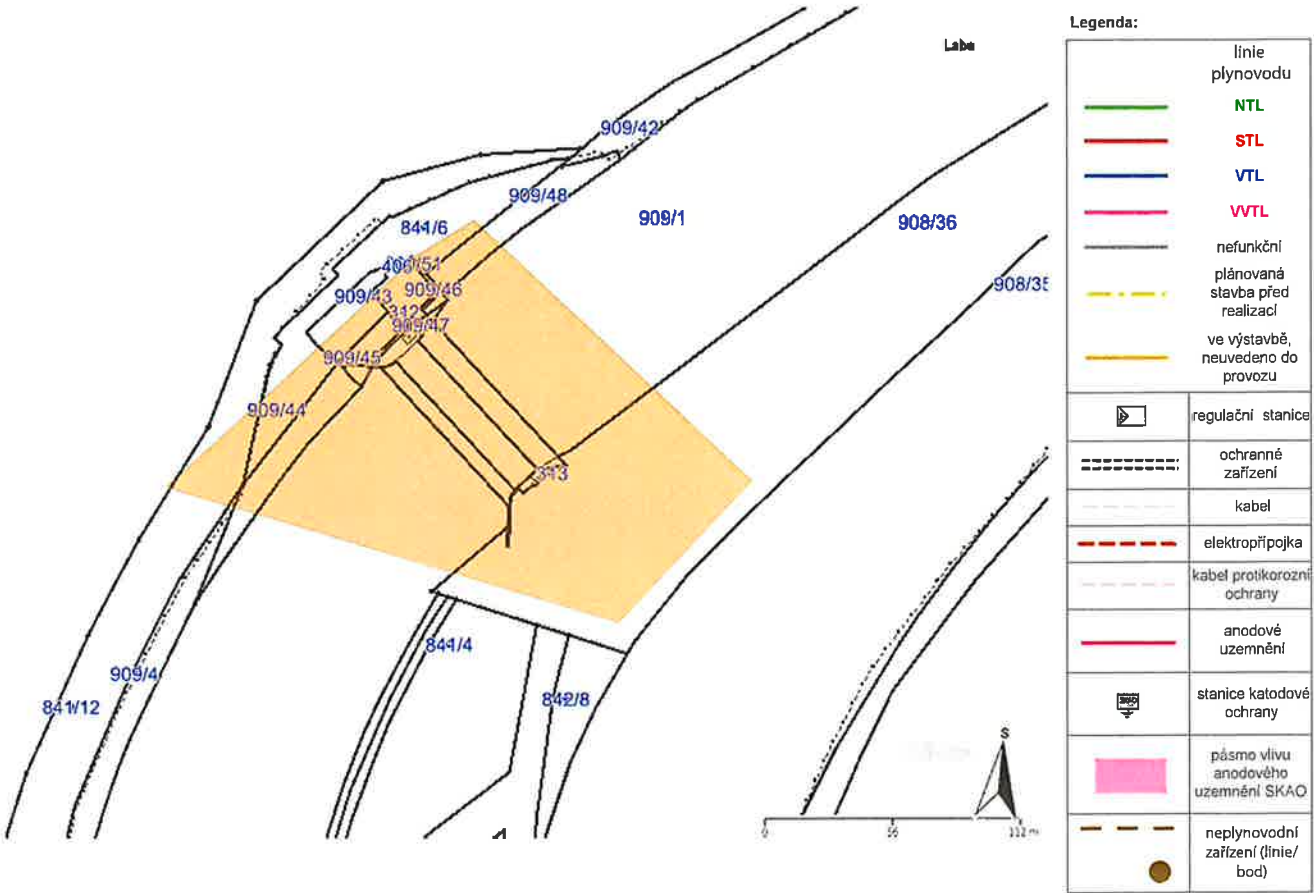 Labe
909/42
909/48
841/6
909/1
908/36
908/35
909/46
909/43
312
909/47
909/45
909/44
313
841/4
909/4
841/12
842/8
S
0
56
112 m
Legenda:
linie
plynovodu
NTL
STL
VTL
VVTL
nefunkční
plánovaná
stavba před
realizací
ve výstavbě,
neuvedeno do
provozu
regulační stanice
ochranné
zařízení
kabel
elektropřípojka
kabel protikorozní
ochrany
anodové
uzemnění
stanice katodové
ochrany
pásmo vlivu
anodového
uzemnění SKAO
neplynovodní
zařízení (linie/
bod)